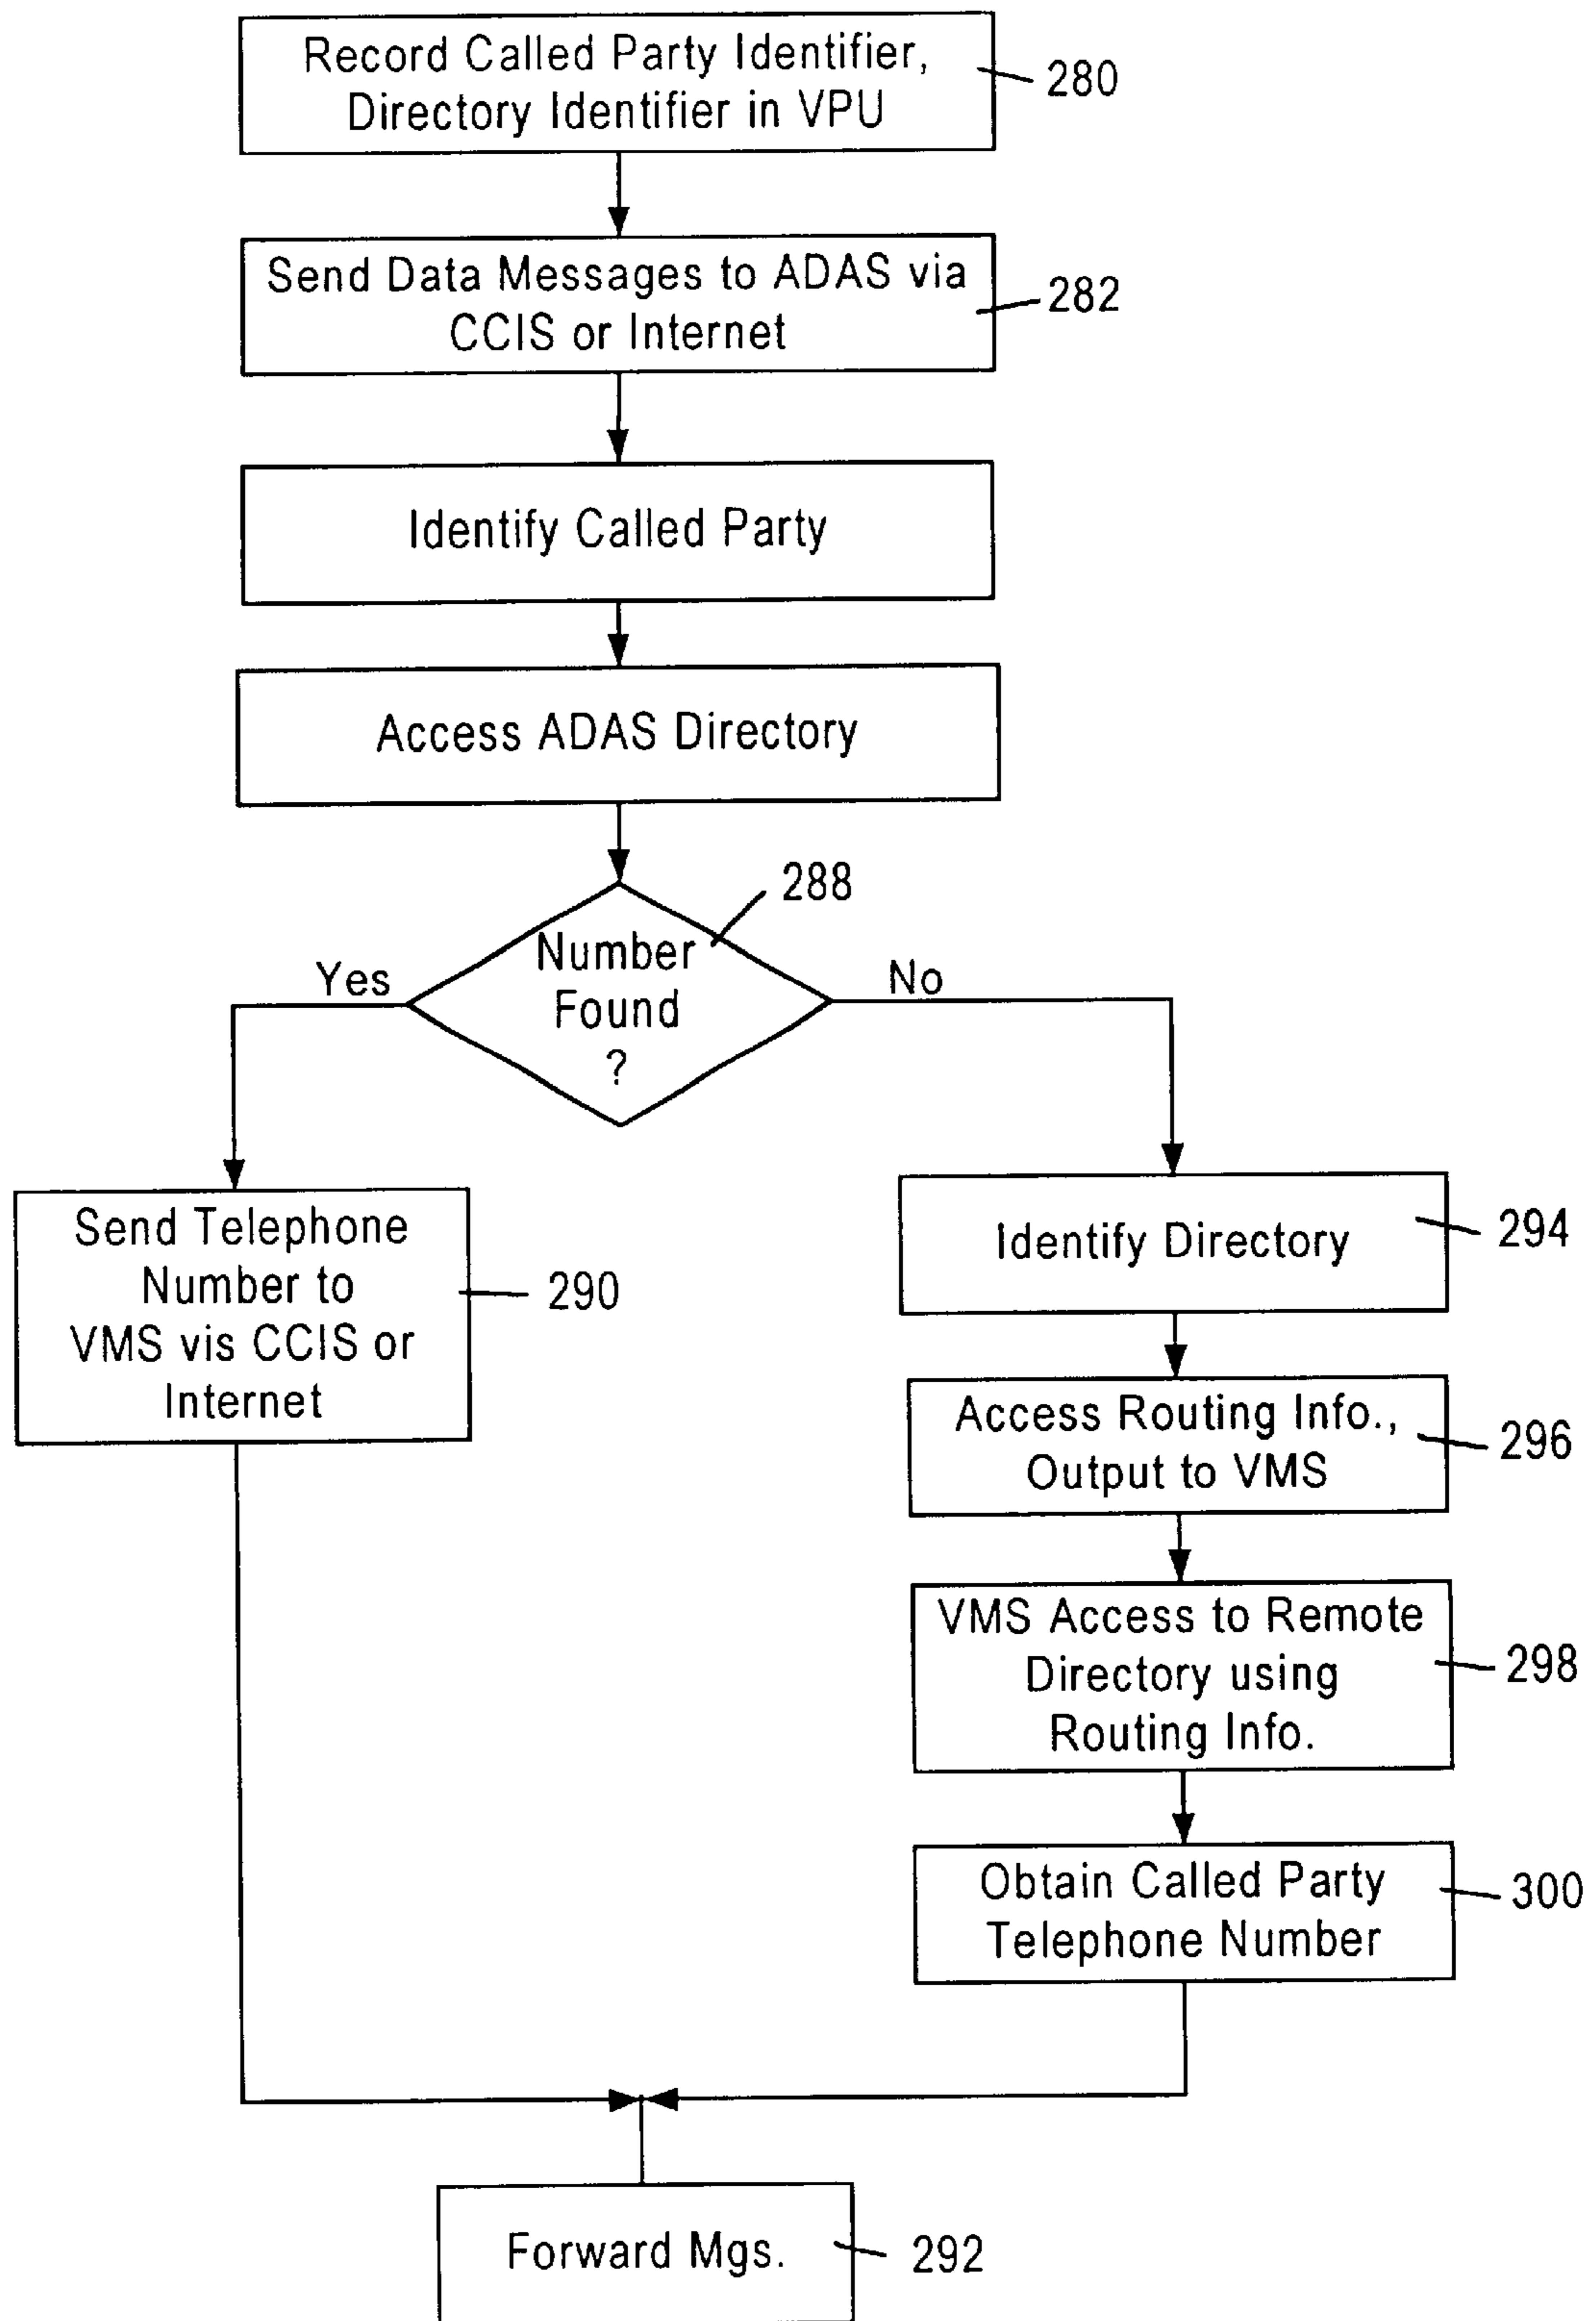 Record Called Party Identifier,
Directory Identifier in VPU
280
Send Data Messages to ADAS via
CCIS or Internet
282
Identify Called Party
Access ADAS Directory
288
Number
Found
?
Yes
No
Send Telephone
Number to
VMS vis CCIS or
Internet
290
Identify Directory
294
Access Routing Info.,
Output to VMS
296
VMS Access to Remote
Directory using
Routing Info.
298
Obtain Called Party
Telephone Number
300
Forward Mgs.
292